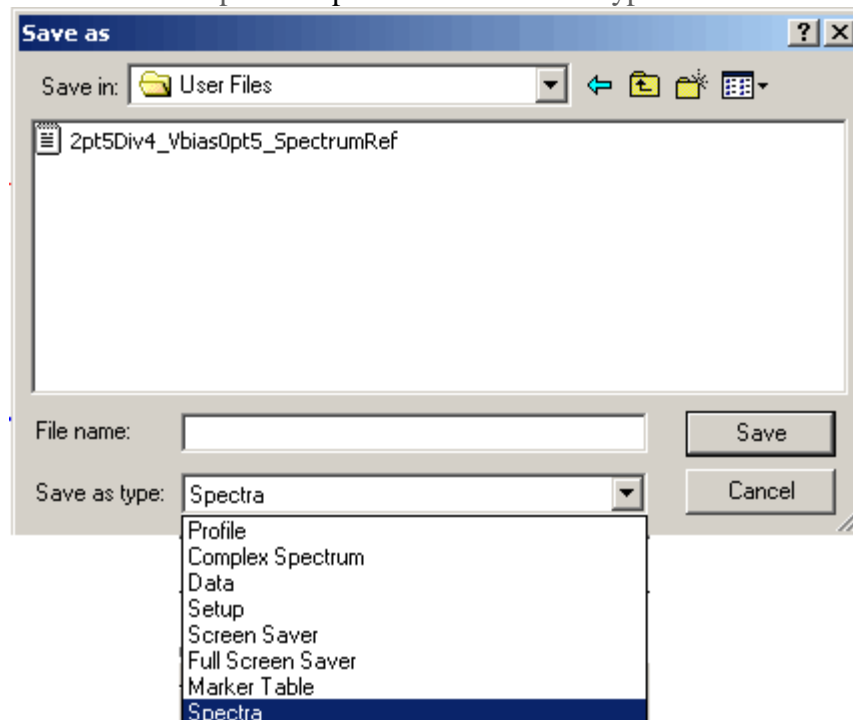 Save as
Save in: User Files
2pt5Div4_Vbias0pt5_SpectrumRef
File name:
Save
Save as type: Spectra
Cancel
Profile
Complex Spectrum
Data
Setup
Screen Saver
Full Screen Saver
Marker Table
Spectra